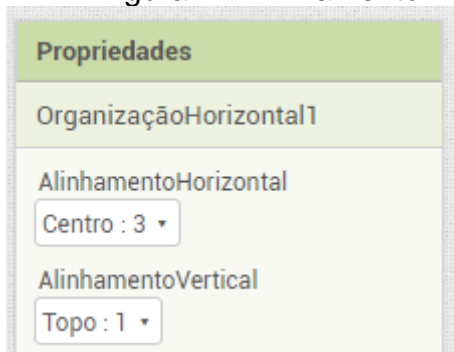 Propriedades
OrganizaçãoHorizontal1
AlinhamentoHorizontal
Centro : 3
AlinhamentoVertical
Topo : 1